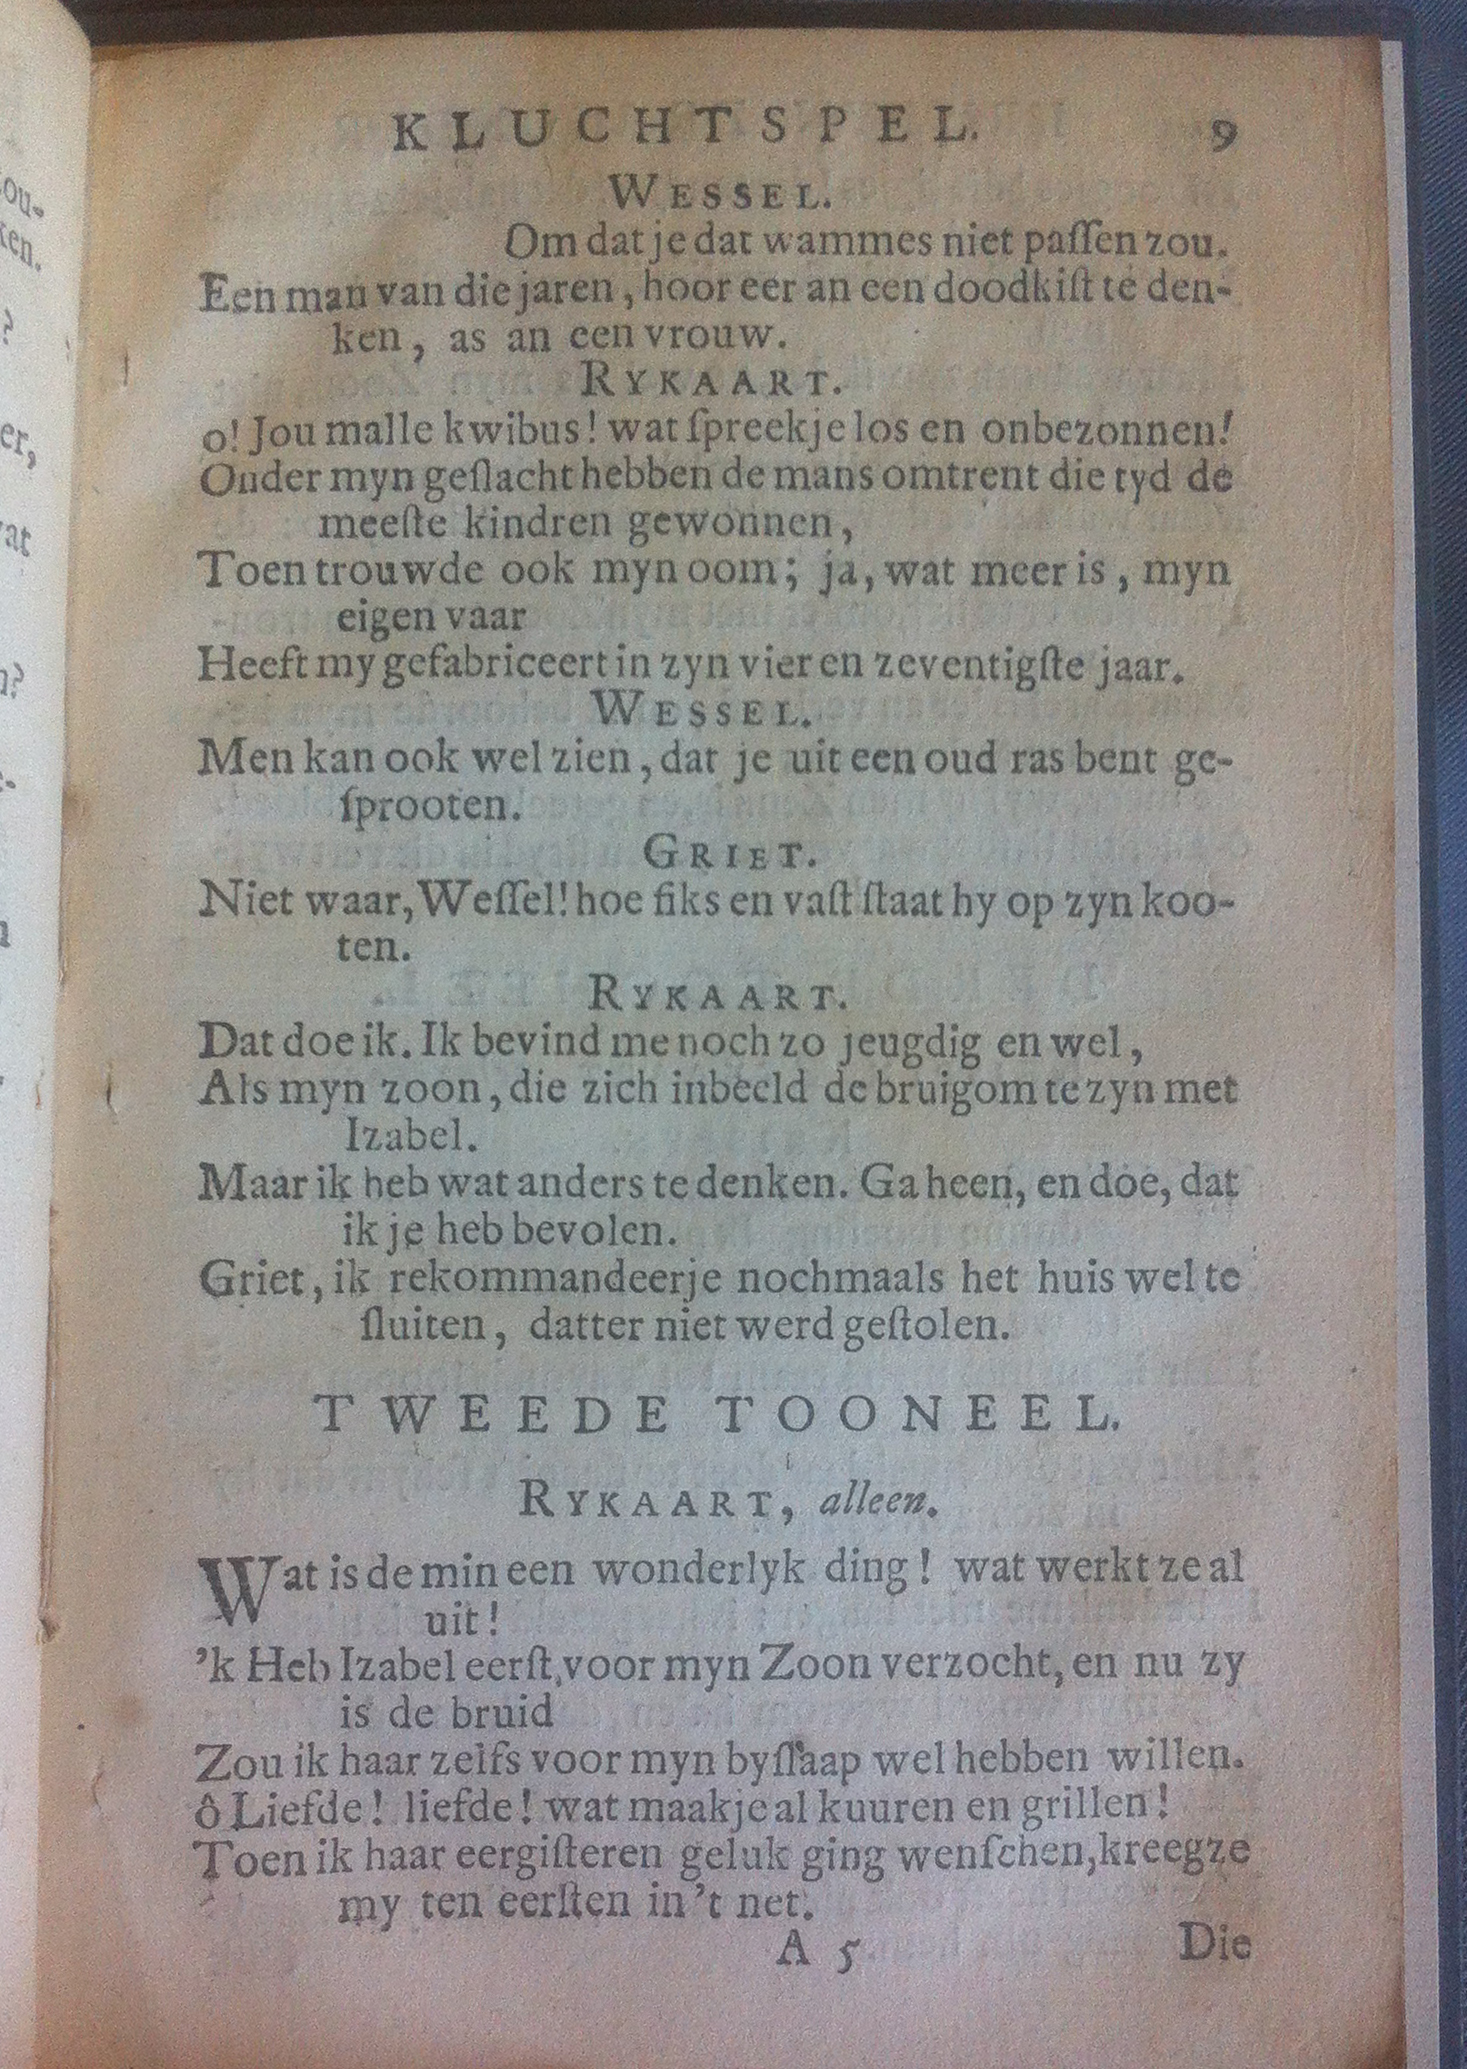 KLUCHTSPEL. 9
WESSEL.
Om dat je dat wammes niet paſſen zou.
Een man van die jaren, hoor eer an een doodkiſt te den-
ken, as an een vrouw.
RYKAART.
o! Jou malle kwibus! wat ſpreekje los en onbezonnen!
Onder myn geſlacht hebben de mans omtrent die tyd de
meeſte kindren gewonnen,
Toen trouwde ook myn oom; ja, wat meer is, myn
eigen vaar
Heeft my gefabriceert in zyn vier en zeventigſte jaar.
WESSEL.
Men kan ook wel zien, dat je uit een oud ras bent ge-
ſprooten.
GRIET.
Niet waar, Weſſel! hoe fiks en vaſt ſtaat hy op zyn koo-
ten.
RYKAART.
Dat doe ik. Ik bevind me noch zo jeugdig en wel,
Als myn zoon, die zich inbeeld de bruigom te zyn met
Izabel.
Maar ik heb wat anders te denken. Ga heen, en doe, dat
ik je heb bevolen.
Griet, ik rekommandeerje nochmaals het huis wel te
ſluiten, datter niet werd geſtolen.
TWEEDE TOONEEL.
RYKAART, alleen.
Wat is de min een wonderlyk ding! wat werkt ze al
uit!
'k Heb Izabel eerſt, voor myn Zoon verzocht, en nu zy
is de bruid
Zou ik haar zelfs voor myn byſlaap wel hebben willen.
ô Liefde! liefde! wat maakje al kuuren en grillen!
Toen ik haar eergiſteren geluk ging wenſchen, kreegze
my ten eerſten in 't net.
A 5 Die
ou-
ken.
?
er,
vat
n?